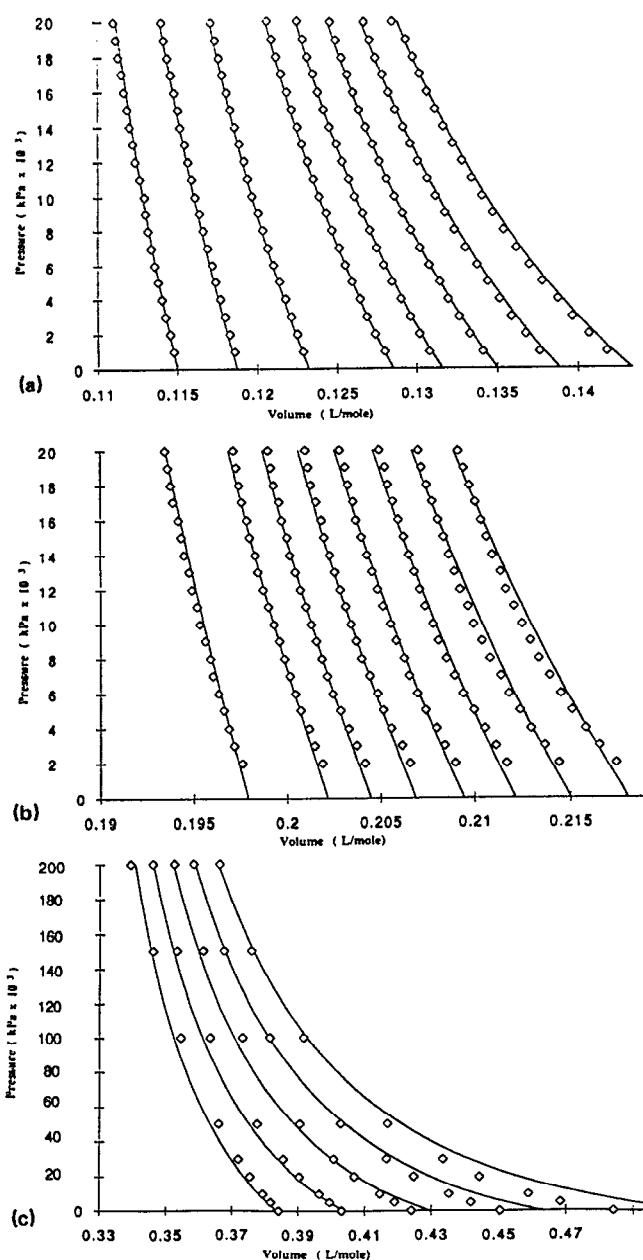 20
18
16
14
12
10
8
6
4
2
0
Pressure ( kPa x 10 3 )
(a)
0.11 0.115 0.12 0.125 0.13 0.135 0.14
Volume ( L/mole)
20
18
16
14
12
10
8
6
4
2
0
Pressure ( kPa x 10 3 )
(b)
0.19 0.195 0.2 0.205 0.21 0.215
Volume ( L/mole)
200
180
160
140
120
100
80
60
40
20
0
Pressure ( kPa x 10 3 )
(c)
0.33 0.35 0.37 0.39 0.41 0.43 0.45 0.47
Volume ( L/mole)